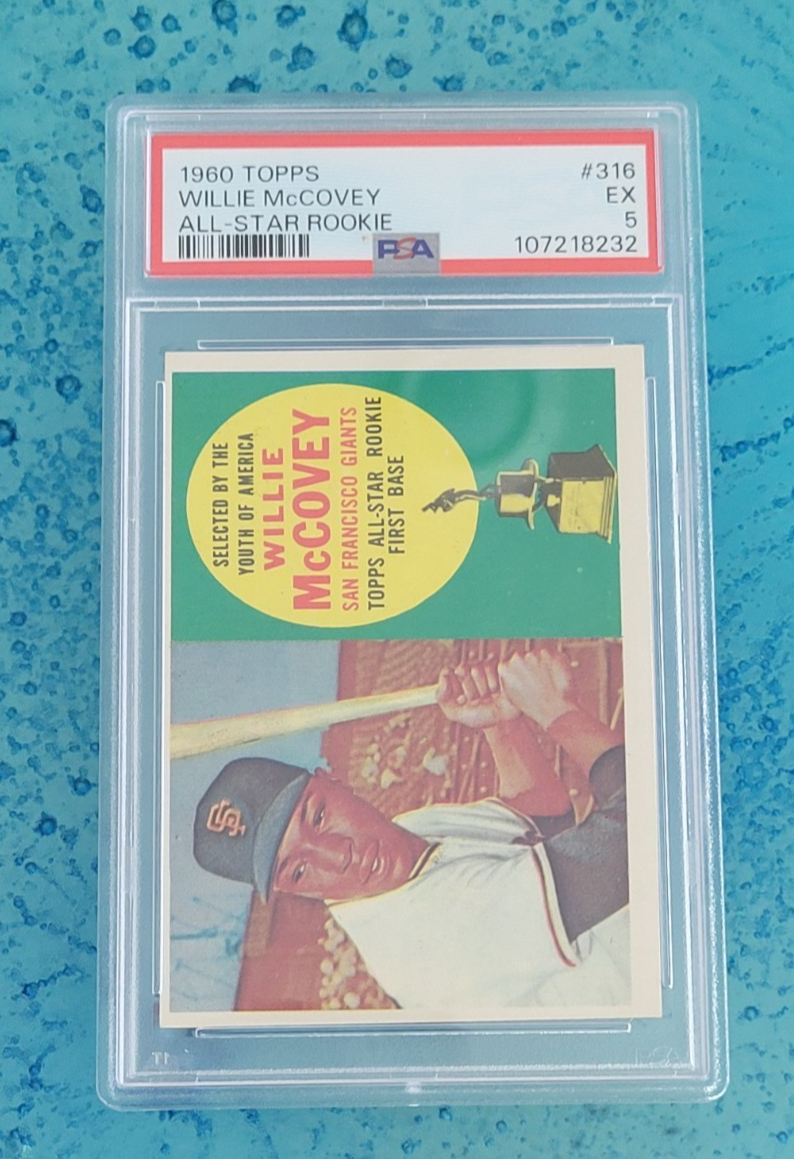 1960 TOPPS #316
WILLIE McCOVEY EX
ALL-STAR ROOKIE 5
PSA 107218232
SELECTED BY THE
YOUTH OF AMERICA
WILLIE
McCOVEY
SAN FRANCISCO GIANTS
TOPPS ALL-STAR ROOKIE
FIRST BASE
SF